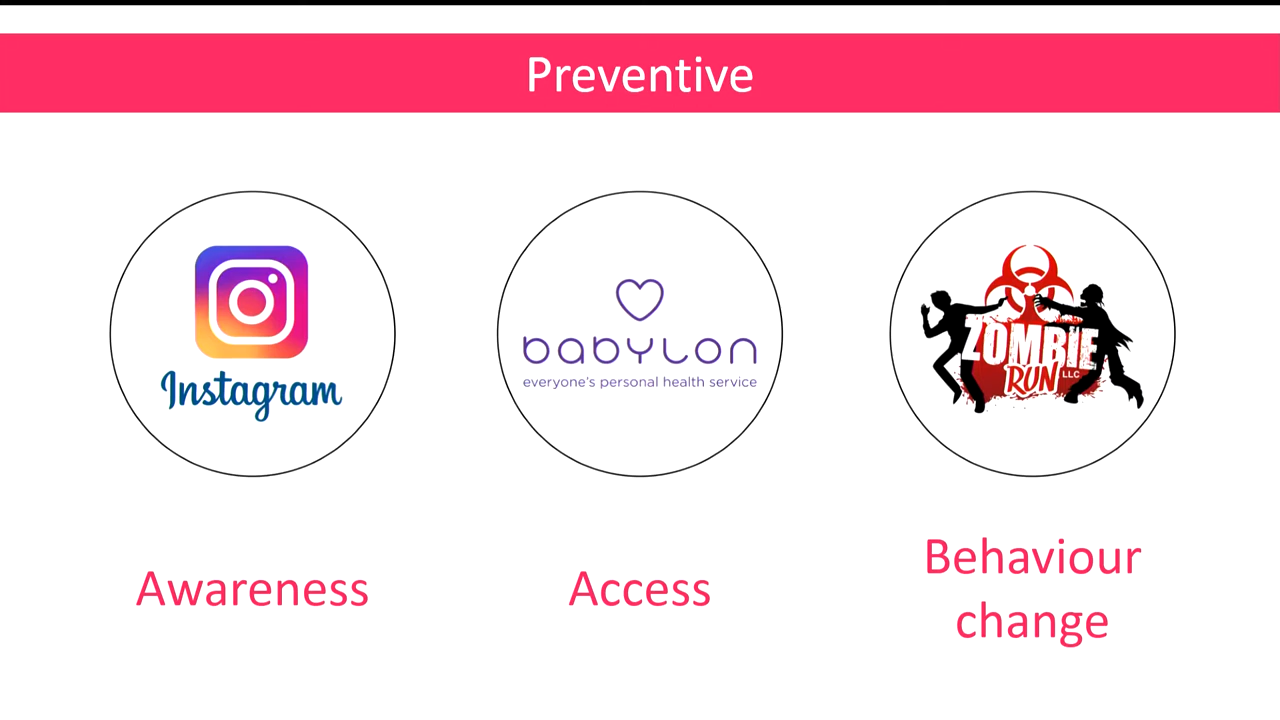 Preventive
Instagram
babylon
everyone's personal health service
ZOMBIE
RUN LLC
Awareness
Access
Behaviour
change